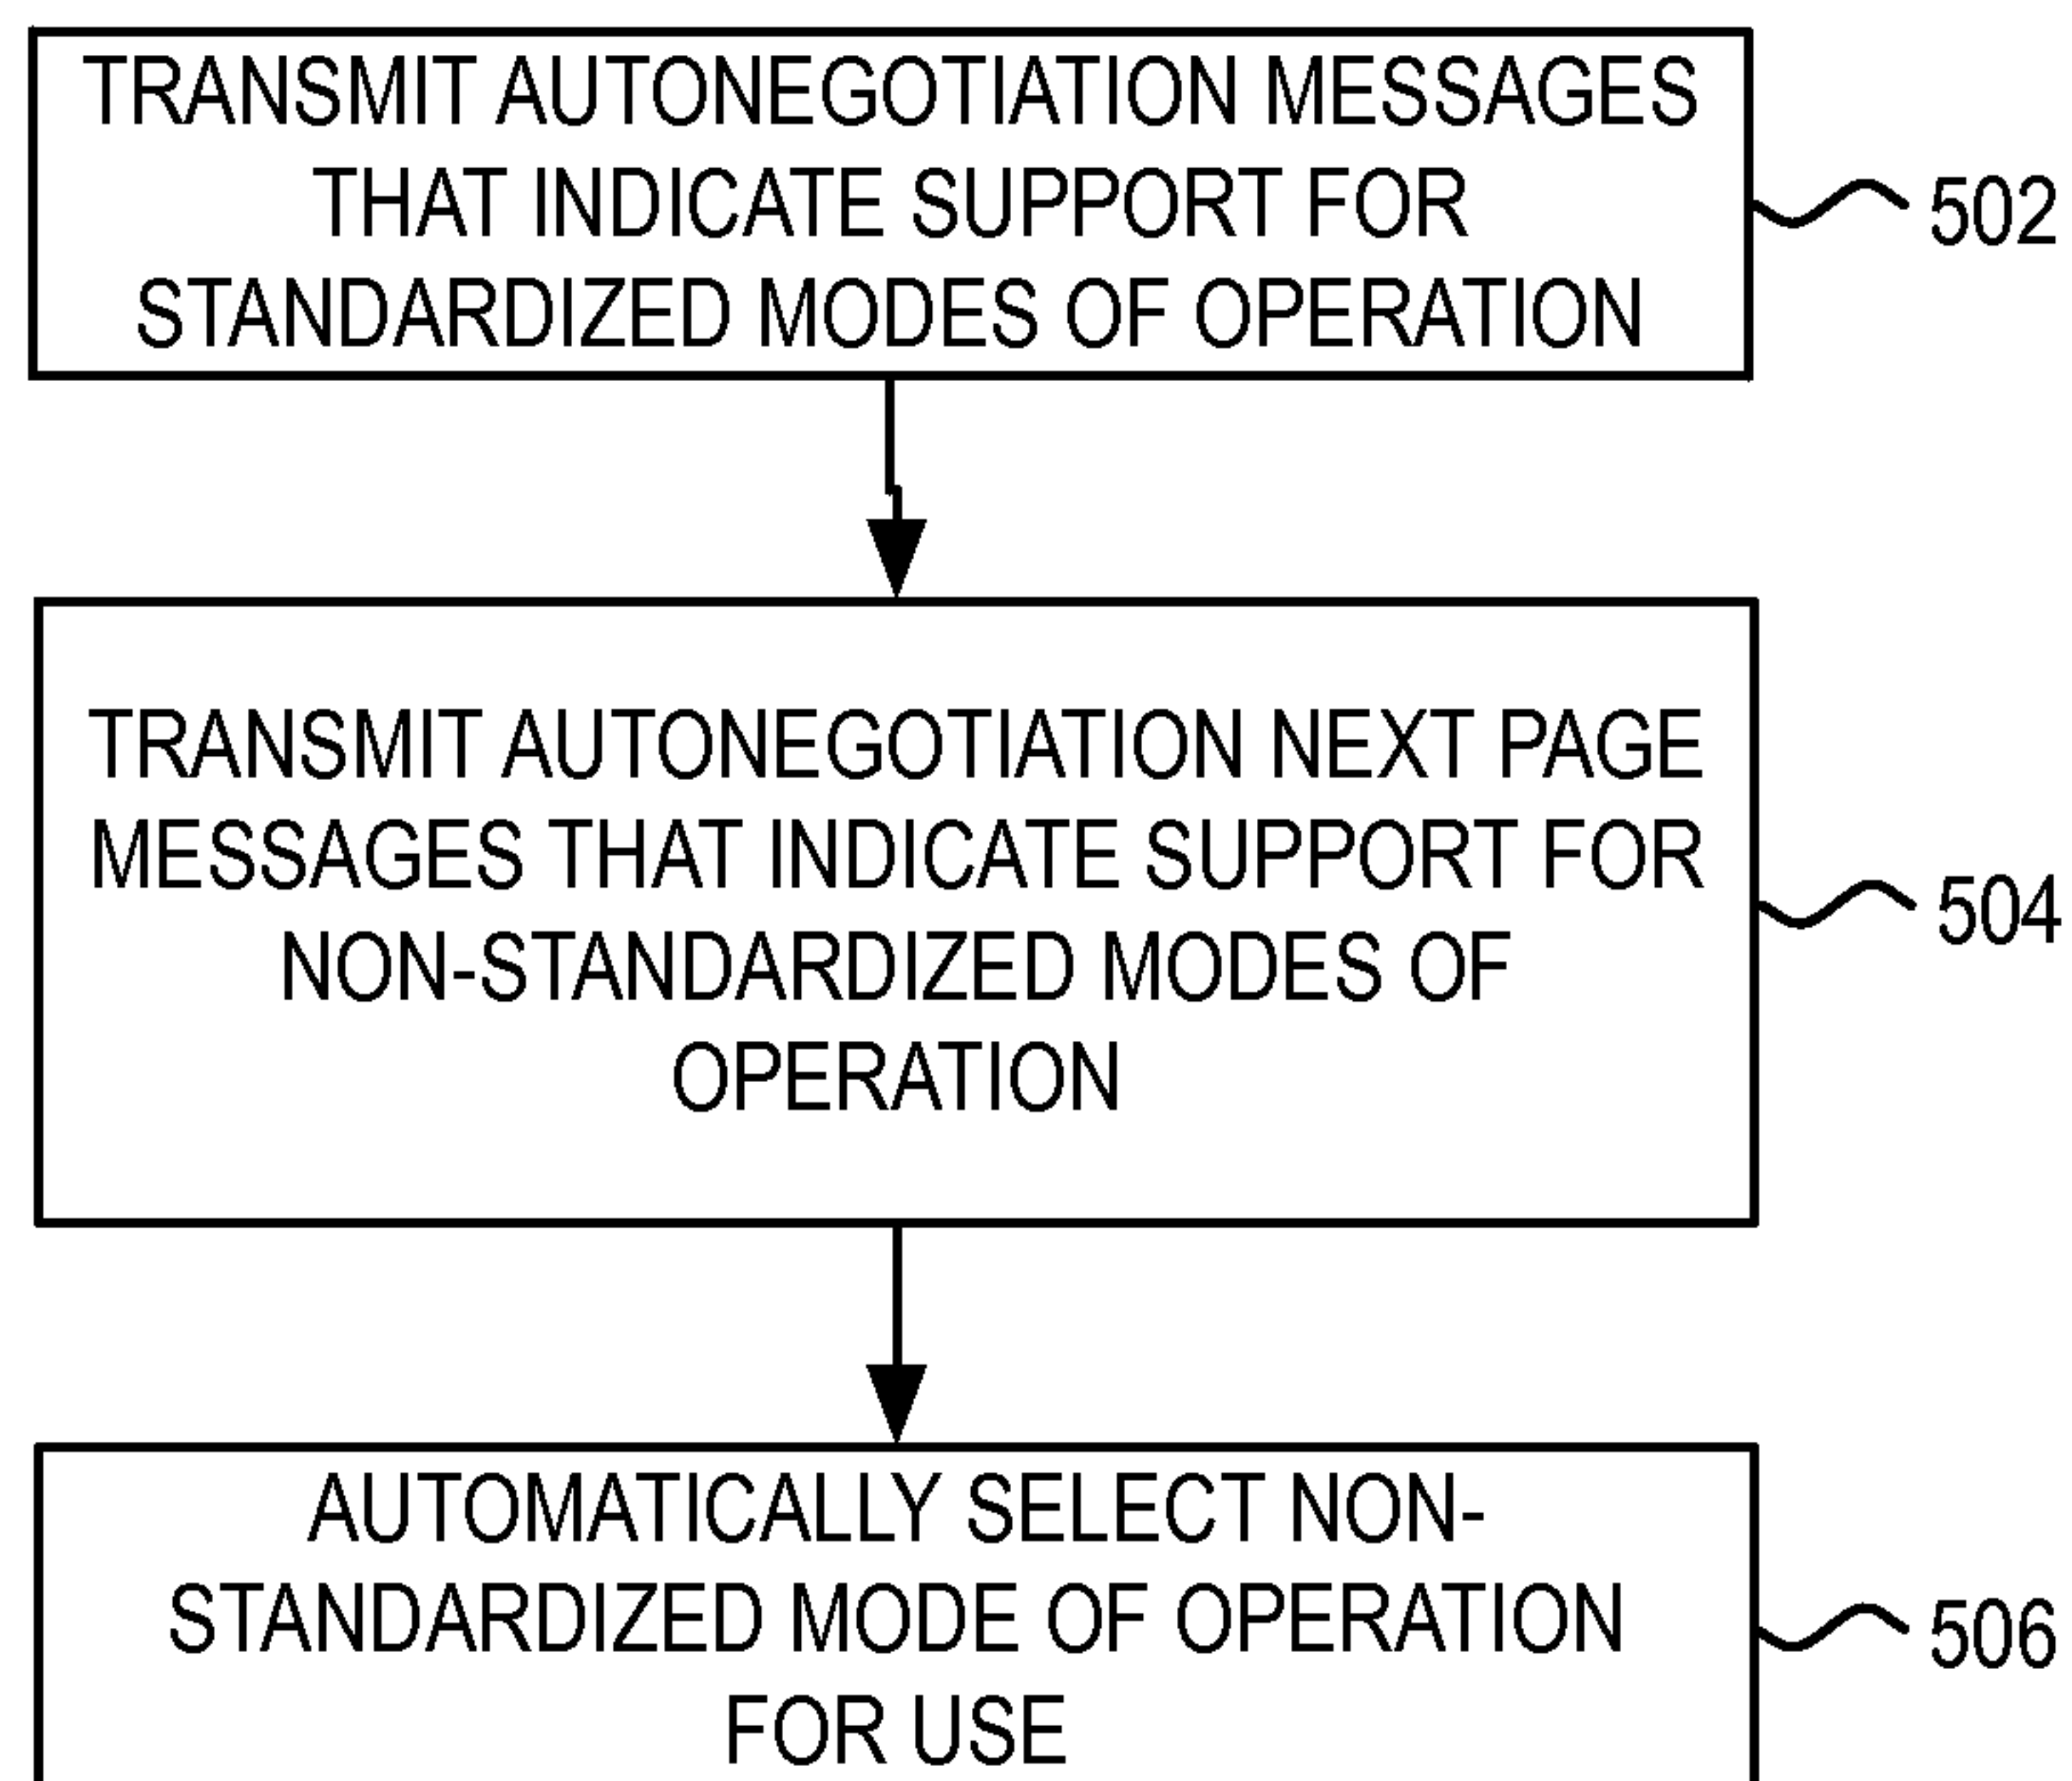 TRANSMIT AUTONEGOTIATION MESSAGES
THAT INDICATE SUPPORT FOR
STANDARDIZED MODES OF OPERATION
502
TRANSMIT AUTONEGOTIATION NEXT PAGE
MESSAGES THAT INDICATE SUPPORT FOR
NON-STANDARDIZED MODES OF
OPERATION
504
AUTOMATICALLY SELECT NON-
STANDARDIZED MODE OF OPERATION
FOR USE
506